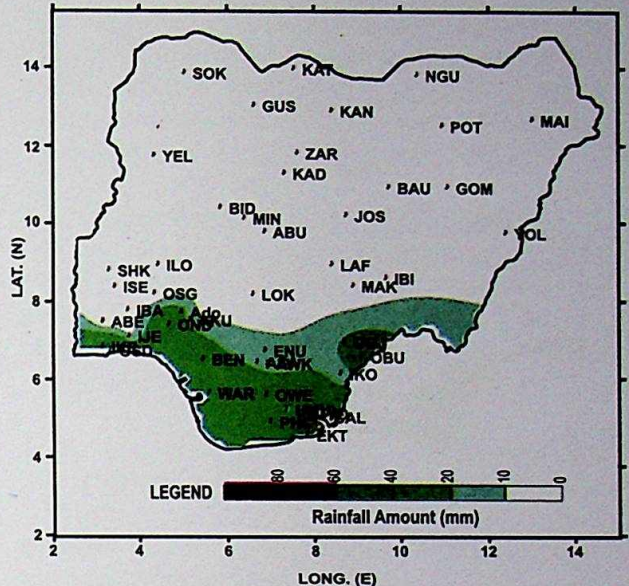 LAT. (N)
14
12
10
8
6
4
2
SOK
KAT
NGU
GUS
KAN
POT
MAI
YEL
ZAR
KAD
BAU
GOM
BID
MIN
JOS
ABU
YOL
SHK
ILO
LAF
IBI
ISE
OSG
LOK
MAK
IBA
Ado
ABE
IJE
ENU
BEN
AWK
OBU
IKO
WAR
OWE
CAL
EKT
LEGEND
80
60
40
20
10
0
Rainfall Amount (mm)
2
4
6
8
10
12
14
LONG. (E)